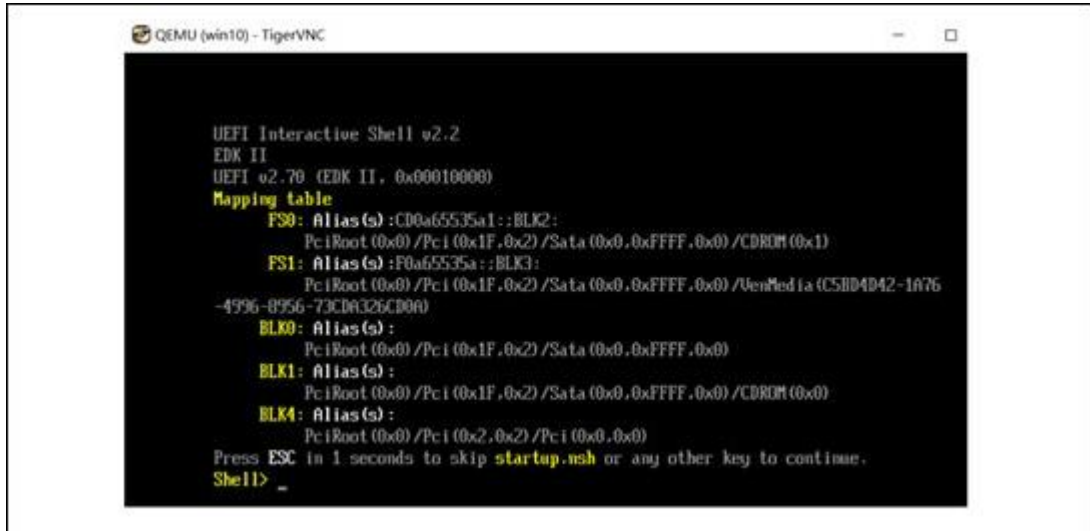 QEMU (win10) - TigerVNC
UEFI Interactive Shell v2.2
EDK II
UEFI v2.70 (EDK II, 0x00010000)
Mapping table
FS0: Alias(s):CD0a65535a1:;BLK2:
PciRoot(0x0)/Pci(0x1F,0x2)/Sata(0x0,0xFFFF,0x0)/CDROM(0x1)
FS1: Alias(s):F0a65535a:;BLK3:
PciRoot(0x0)/Pci(0x1F,0x2)/Sata(0x0,0xFFFF,0x0)/VenMedia(C5BD4D42-1A76
-4996-8956-73CDA326CD0A)
BLK0: Alias(s):
PciRoot(0x0)/Pci(0x1F,0x2)/Sata(0x0,0xFFFF,0x0)
BLK1: Alias(s):
PciRoot(0x0)/Pci(0x1F,0x2)/Sata(0x0,0xFFFF,0x0)/CDROM(0x0)
BLK4: Alias(s):
PciRoot(0x0)/Pci(0x2,0x2)/Pci(0x0,0x0)
Press ESC in 1 seconds to skip startup.nsh or any other key to continue.
Shell> _